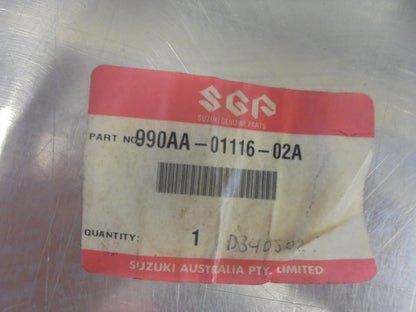 SGP
SUZUKI GENUINE PARTS
PART NO. 990AA-01116-02A
QUANTITY: 1
SUZUKI AUSTRALIA PTY. LIMITED